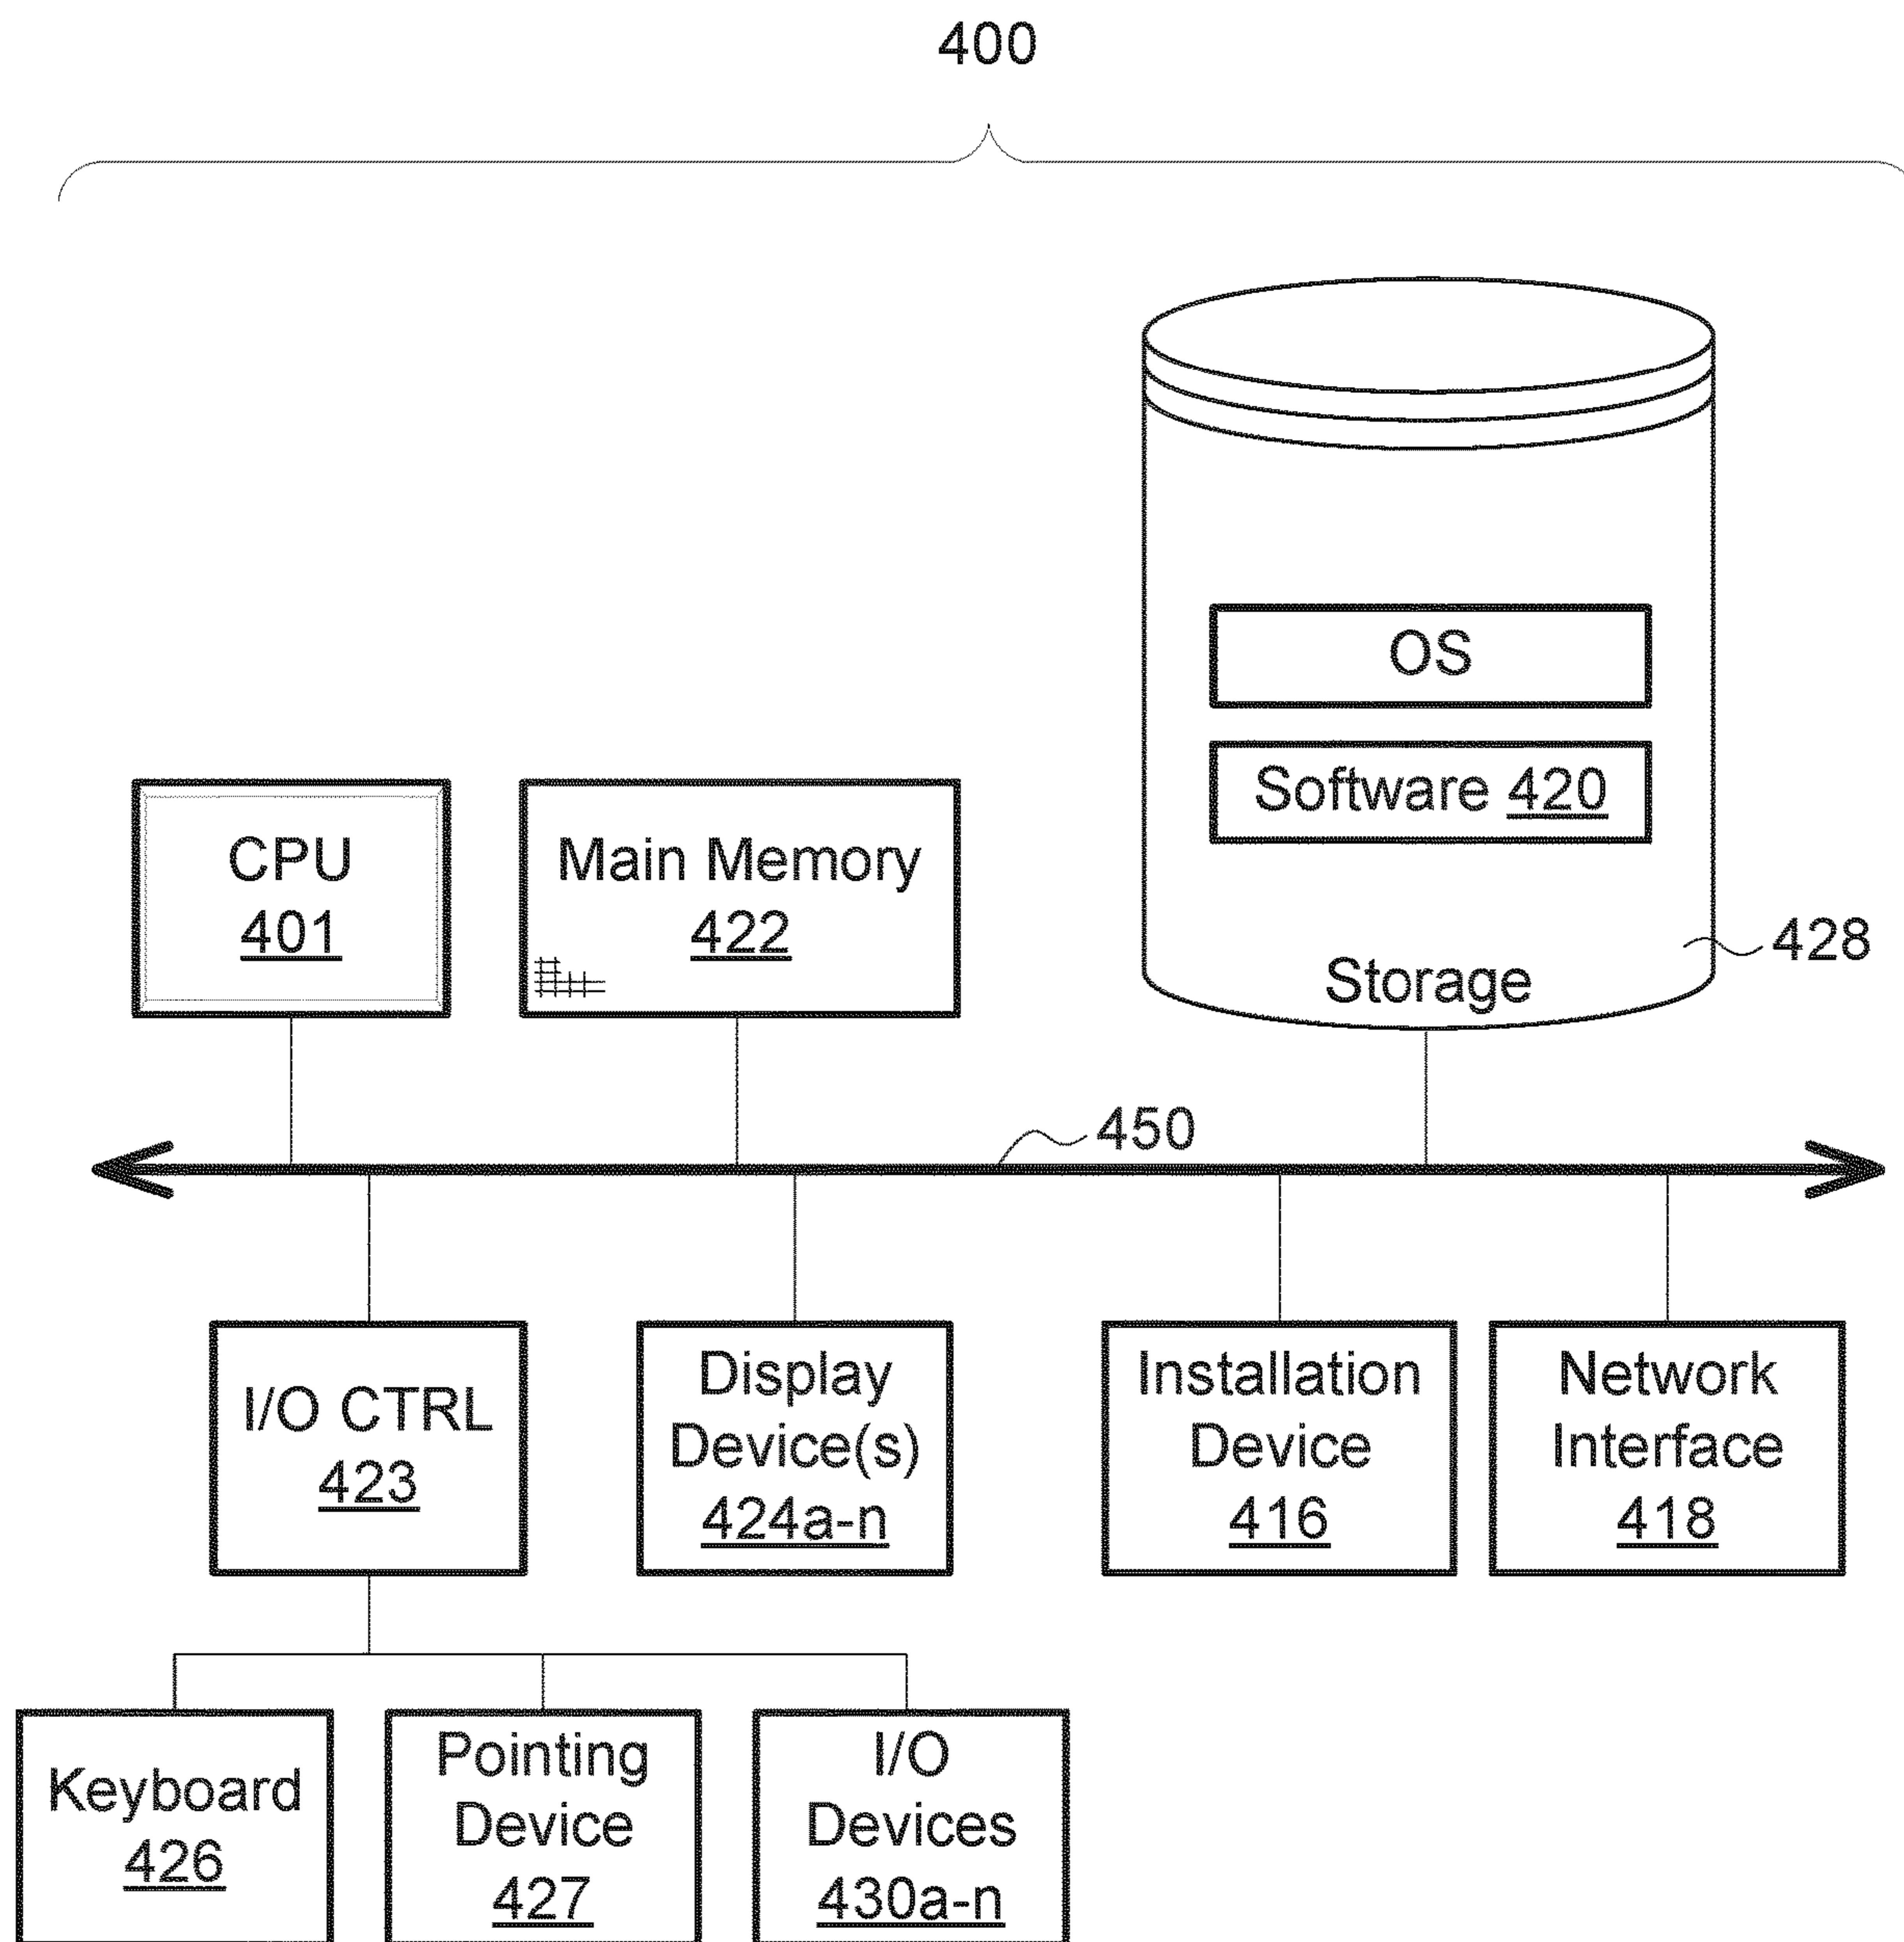 400
OS
Software 420
CPU
401
Main Memory
422
428
Storage
450
I/O CTRL
423
Display
Device(s)
424a-n
Installation
Device
416
Network
Interface
418
Keyboard
426
Pointing
Device
427
I/O
Devices
430a-n